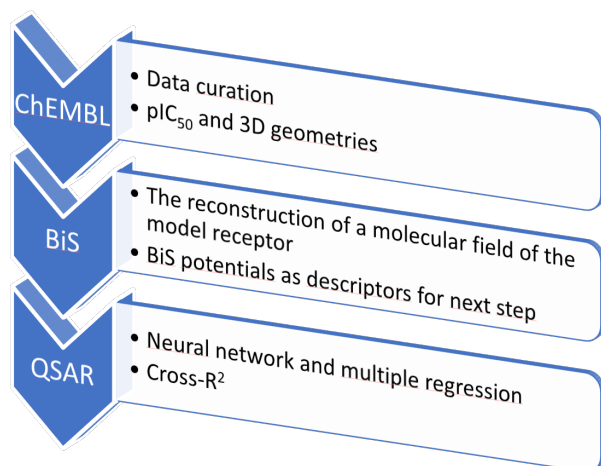 ChEMBL
• Data curation
• pIC₅₀ and 3D geometries
BiS
• The reconstruction of a molecular field of the
model receptor
• BiS potentials as descriptors for next step
QSAR
• Neural network and multiple regression
• Cross-R²